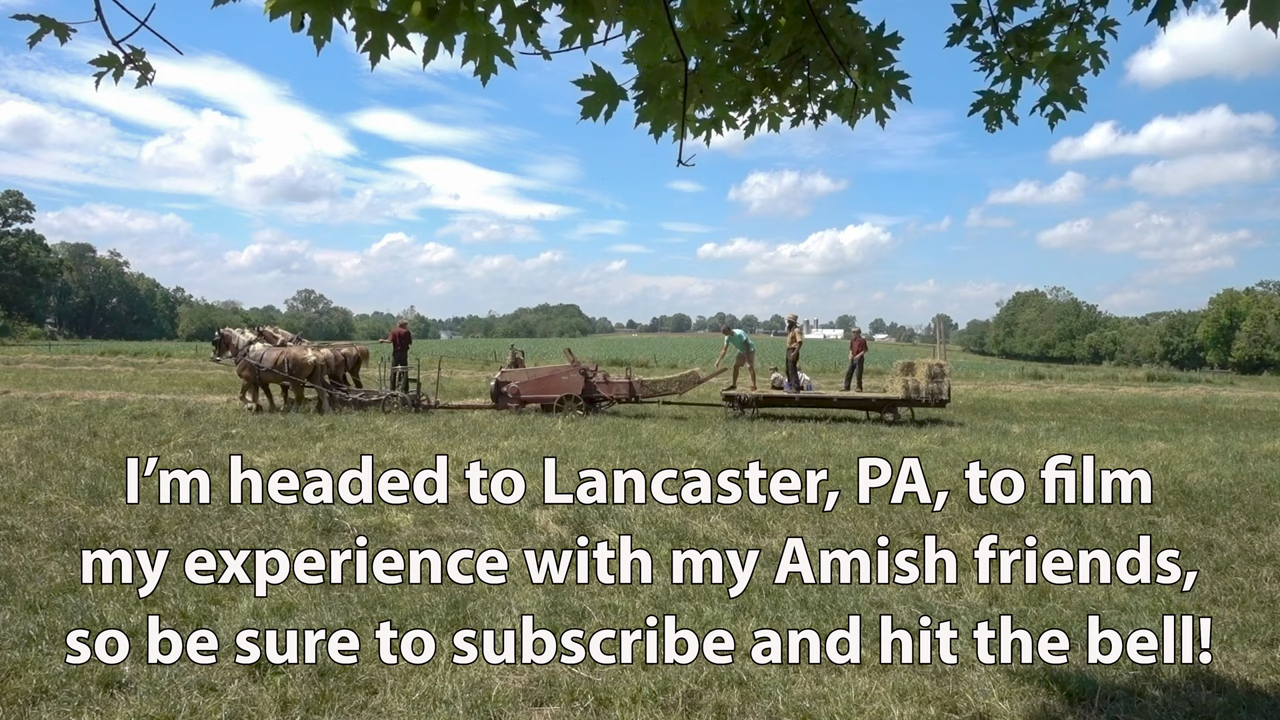 I’m headed to Lancaster, PA, to film
my experience with my Amish friends,
so be sure to subscribe and hit the bell!